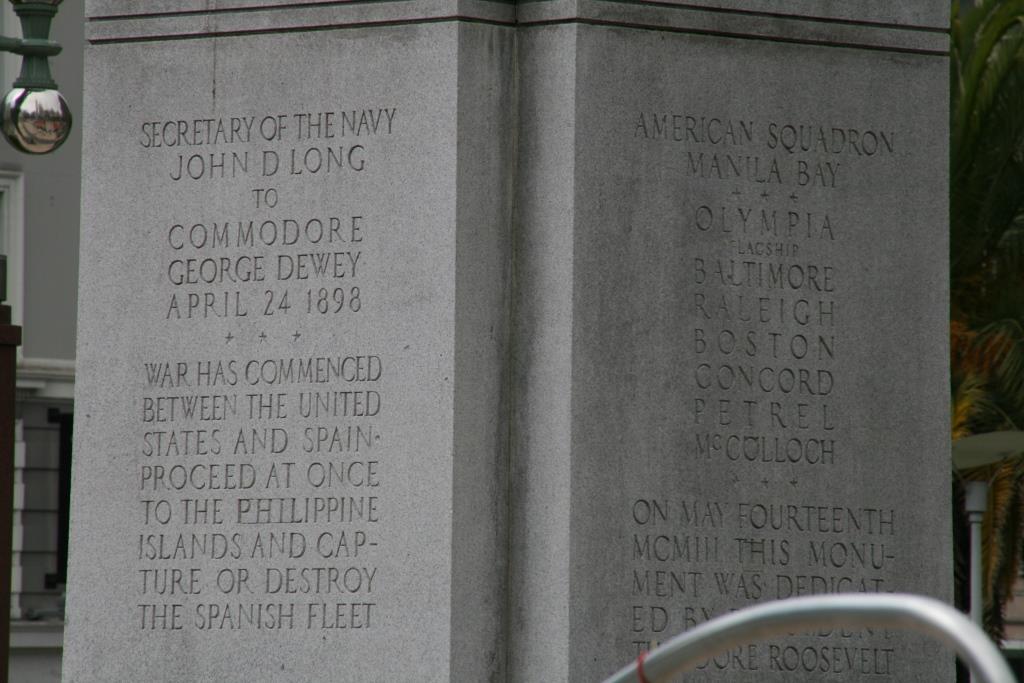 SECRETARY OF THE NAVY
JOHN D LONG
TO
COMMODORE
GEORGE DEWEY
APRIL 24 1898
+ + +
WAR HAS COMMENCED
BETWEEN THE UNITED
STATES AND SPAIN·
PROCEED AT ONCE
TO THE PHILIPPINE
ISLANDS AND CAP-
TURE OR DESTROY
THE SPANISH FLEET
AMERICAN SQUADRON
MANILA BAY
+ + +
OLYMPIA
FLAGSHIP
BALTIMORE
RALEIGH
BOSTON
CONCORD
PETREL
McCULLOCH
+ + +
ON MAY FOURTEENTH
MCMIII THIS MONU-
MENT WAS DEDICAT-
ED BY
ROOSEVELT